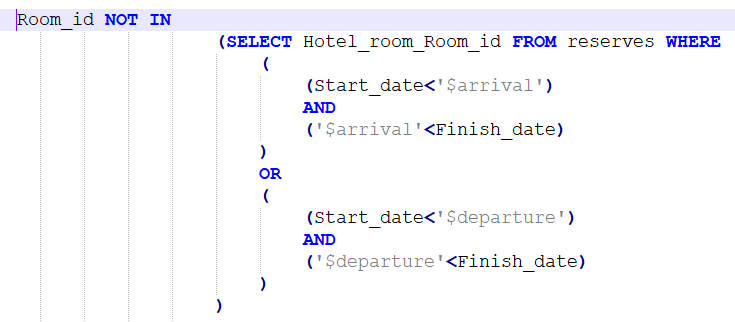 Room_id NOT IN
(SELECT Hotel_room_Room_id FROM reserves WHERE
(
(Start_date<'$arrival')
AND
('$arrival'<Finish_date)
)
OR
(
(Start_date<'$departure')
AND
('$departure'<Finish_date)
)
)